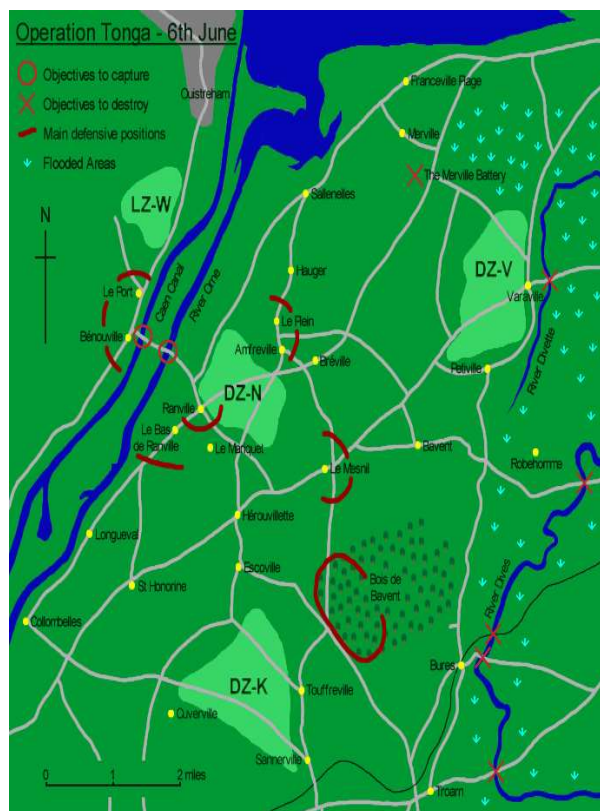 Operation Tonga - 6th June
Objectives to capture
Objectives to destroy
Main defensive positions
Flooded Areas
Ouistreham
Franceville Plage
Merville
The Merville Battery
Sallenelles
N
LZ-W
DZ-V
Caen Canal
River Orne
Hauger
Le Port
Varaville
Le Plein
Bénouville
Amfreville
Bréville
River Divette
Petiville
DZ-N
Ranville
Le Bas
de Ranville
Le Mariquet
Bavent
Robehomme
Le Mesnil
Hérouvillette
Longueval
Escoville
Bois de
Bavent
St Honorine
River Dives
Collombelles
Bures
DZ-K
Touffreville
Cuverville
Sannerville
0
2 miles
Troarn